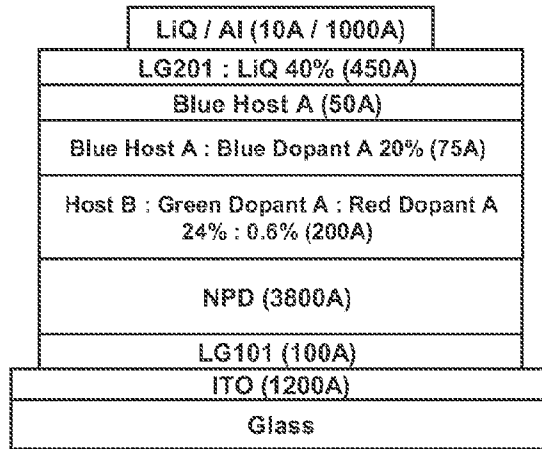 LiQ / Al (10A / 1000A)
LG201 : LiQ 40% (450A)
Blue Host A (50A)
Blue Host A : Blue Dopant A 20% (75A)
Host B : Green Dopant A : Red Dopant A
24% : 0.6% (200A)
NPD (3800A)
LG101 (100A)
ITO (1200A)
Glass